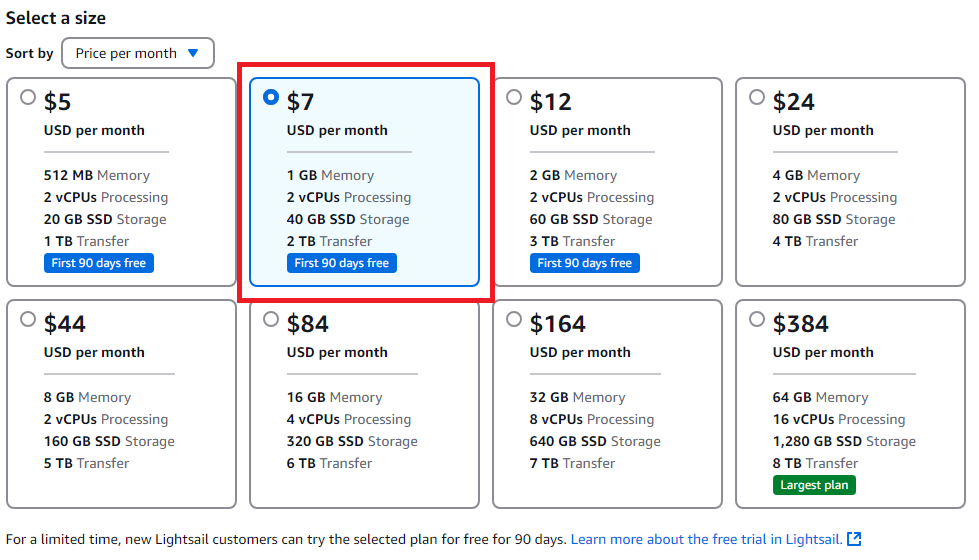 Select a size
Sort by Price per month
$5
USD per month
512 MB Memory
2 vCPUs Processing
20 GB SSD Storage
1 TB Transfer
First 90 days free
$7
USD per month
1 GB Memory
2 vCPUs Processing
40 GB SSD Storage
2 TB Transfer
First 90 days free
$12
USD per month
2 GB Memory
2 vCPUs Processing
60 GB SSD Storage
3 TB Transfer
First 90 days free
$24
USD per month
4 GB Memory
2 vCPUs Processing
80 GB SSD Storage
4 TB Transfer
$44
USD per month
8 GB Memory
2 vCPUs Processing
160 GB SSD Storage
5 TB Transfer
$84
USD per month
16 GB Memory
4 vCPUs Processing
320 GB SSD Storage
6 TB Transfer
$164
USD per month
32 GB Memory
8 vCPUs Processing
640 GB SSD Storage
7 TB Transfer
$384
USD per month
64 GB Memory
16 vCPUs Processing
1,280 GB SSD Storage
8 TB Transfer
Largest plan
For a limited time, new Lightsail customers can try the selected plan for free for 90 days. Learn more about the free trial in Lightsail.